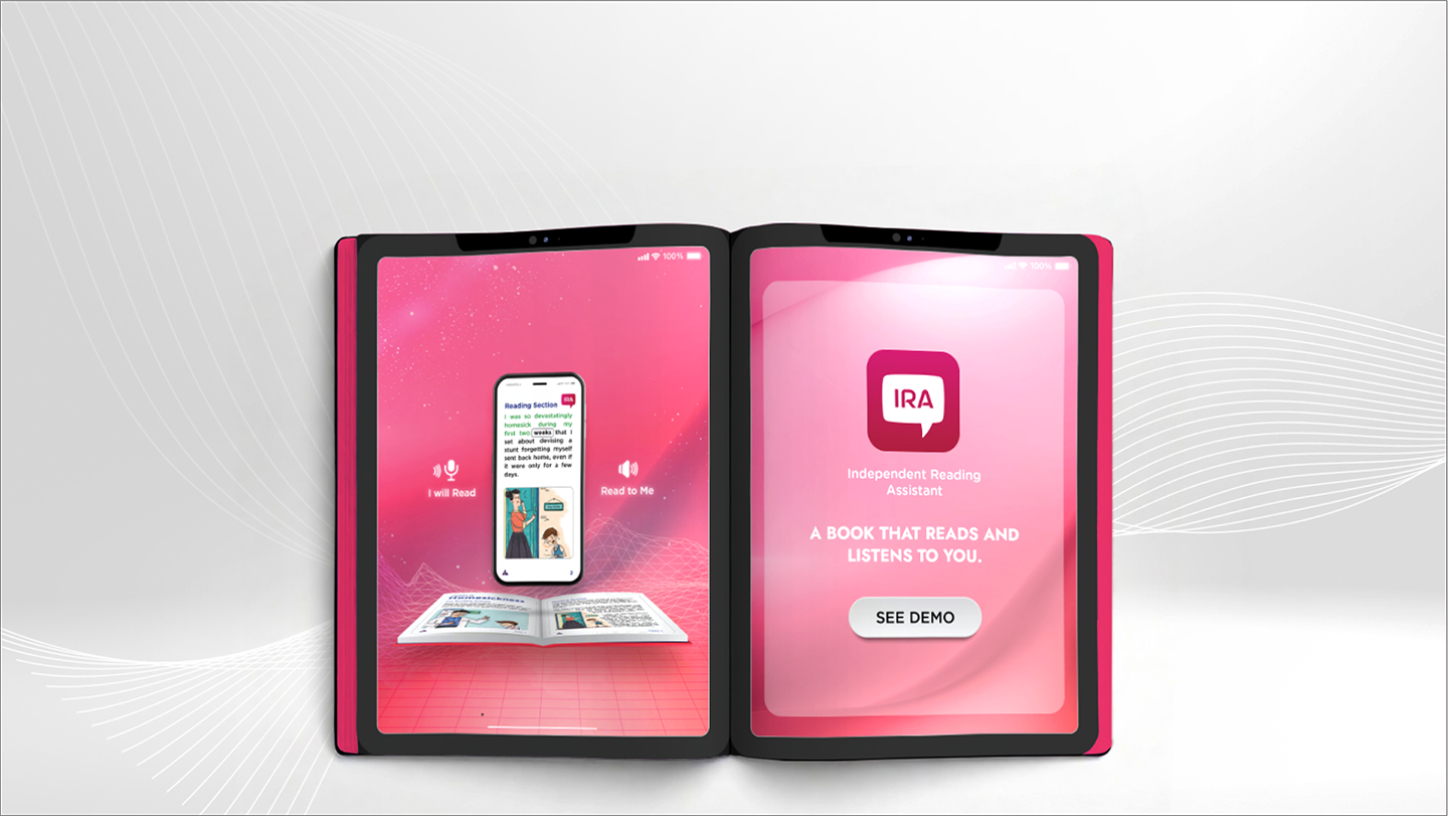 100%
Reading Section
IRA
I was so devastatingly
homesick during my
first two weeks that I
set about devising a
stunt forgetting myself
sent back home, even if
it were only for a few
days.
2
I will Read
Read to Me
Homesickness
100%
IRA
Independent Reading
Assistant
A BOOK THAT READS AND
LISTENS TO YOU.
SEE DEMO